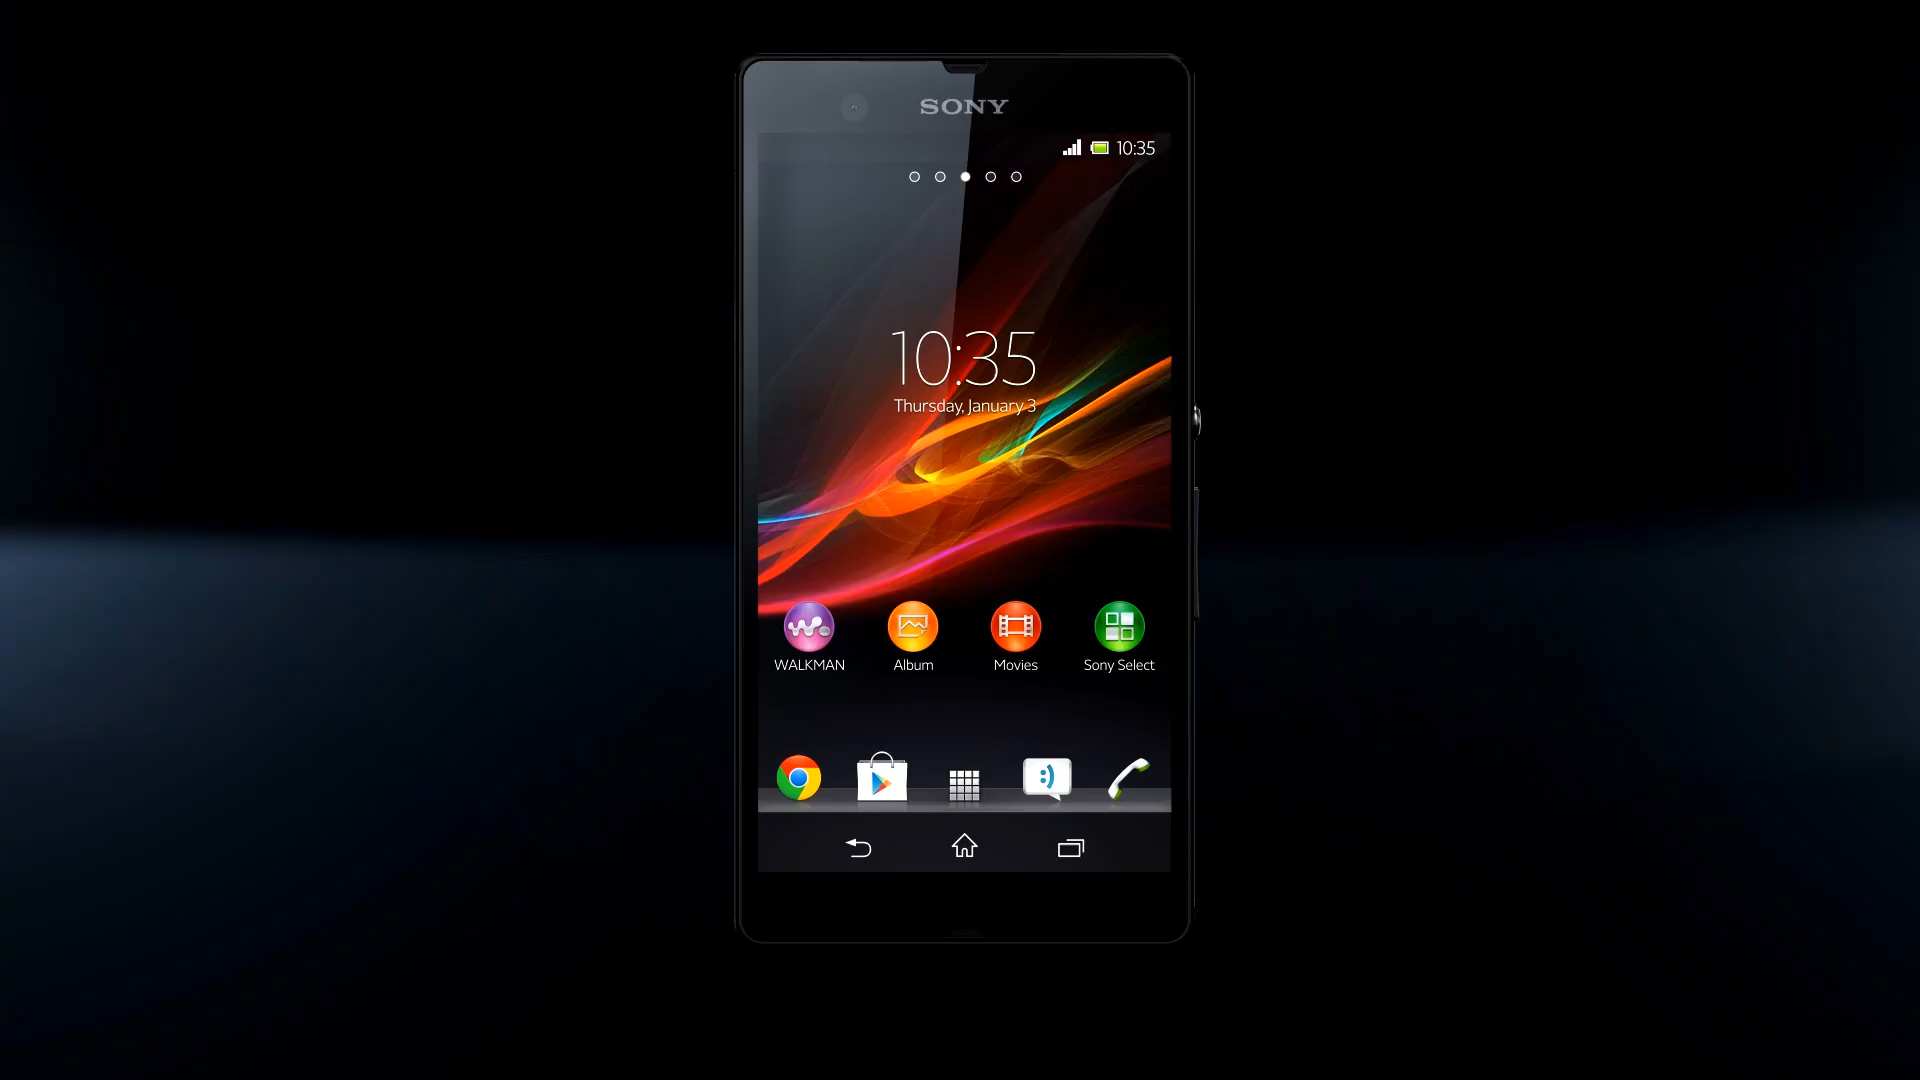 SONY
10:35
10:35
Thursday, January 3
WALKMAN
Album
Movies
Sony Select